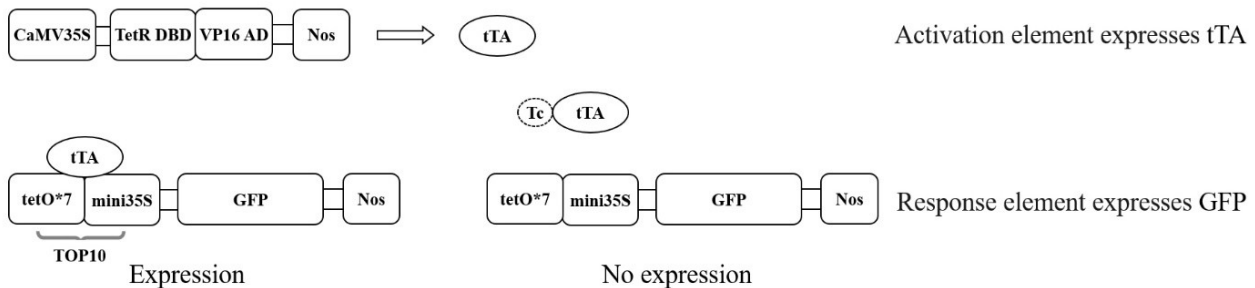 CaMV35S TetR DBD VP16 AD Nos tTA Activation element expresses tTA
Tc tTA
tTA
tetO*7 mini35S GFP Nos tetO*7 mini35S GFP Nos Response element expresses GFP
TOP10
Expression No expression